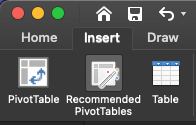 Home Insert Draw
PivotTable Recommended Table
PivotTables